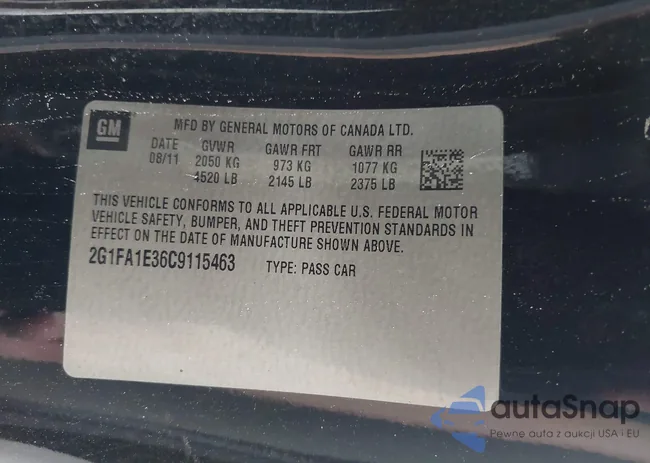 GM
MFD BY GENERAL MOTORS OF CANADA LTD.
DATE GVWR GAWR FRT GAWR RR
08/11 2050 KG 973 KG 1077 KG
4520 LB 2145 LB 2375 LB
THIS VEHICLE CONFORMS TO ALL APPLICABLE U.S. FEDERAL MOTOR
VEHICLE SAFETY, BUMPER, AND THEFT PREVENTION STANDARDS IN
EFFECT ON THE DATE OF MANUFACTURE SHOWN ABOVE.
2G1FA1E36C9115463 TYPE: PASS CAR
autaSnap
Pewne auta z aukcji USA i EU